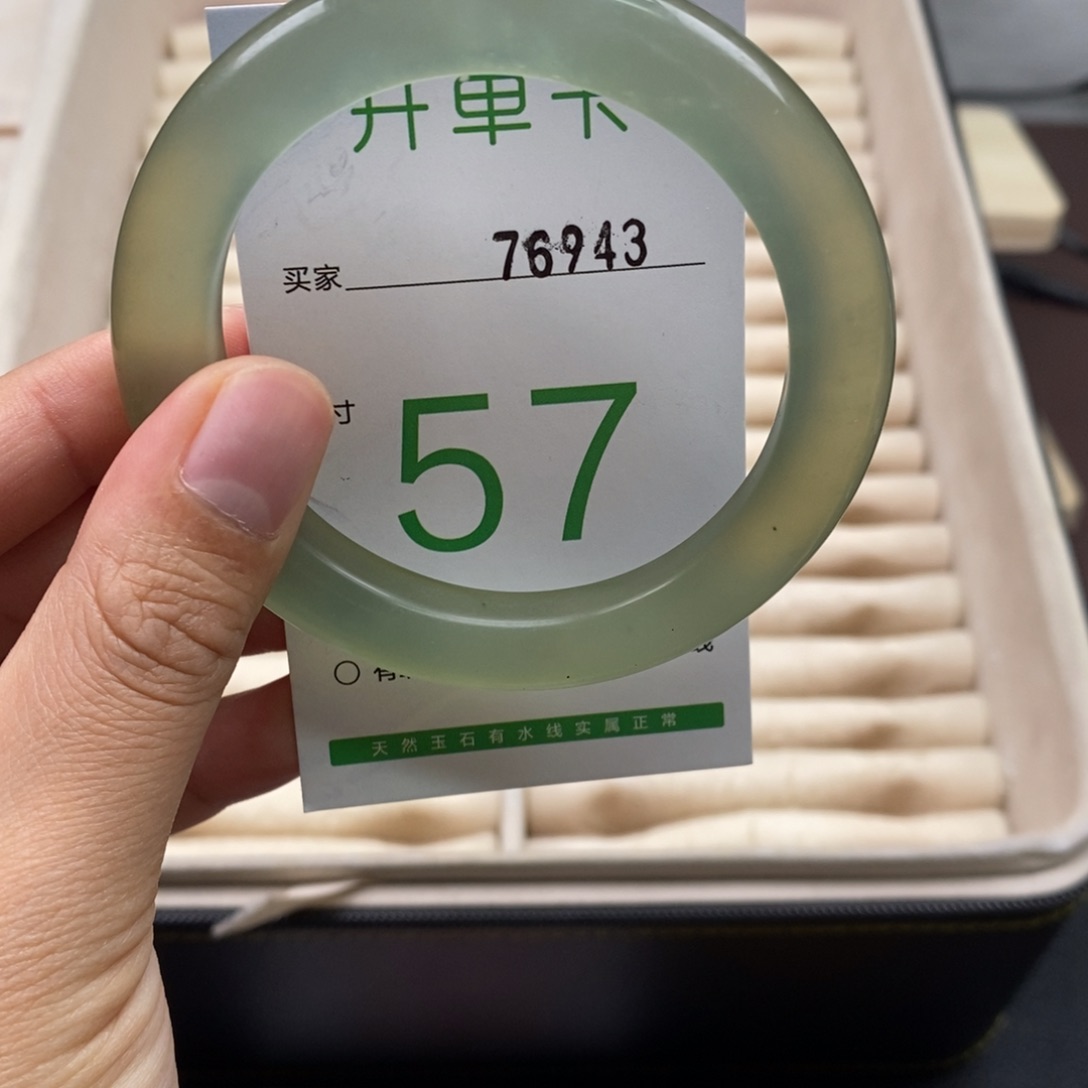 开单卡
买家 76943
寸
57
有
天然玉石有水线实属正常